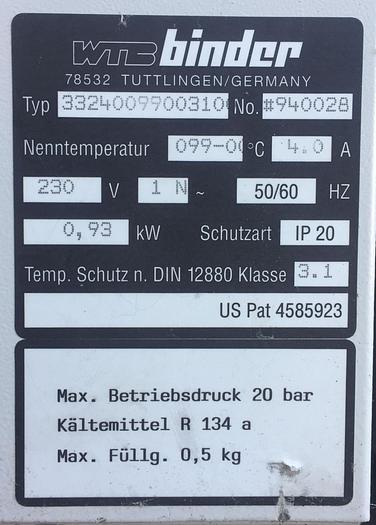 WTB binder
78532 TUTTLINGEN/GERMANY
Typ 33240099003100 No. #940028
Nenntemperatur 099-00 °C 4.0 A
230 V 1 N ~ 50/60 HZ
0,93 kW Schutzart IP 20
Temp. Schutz n. DIN 12880 Klasse 3.1
US Pat 4585923
Max. Betriebsdruck 20 bar
Kältemittel R 134 a
Max. Füllg. 0,5 kg